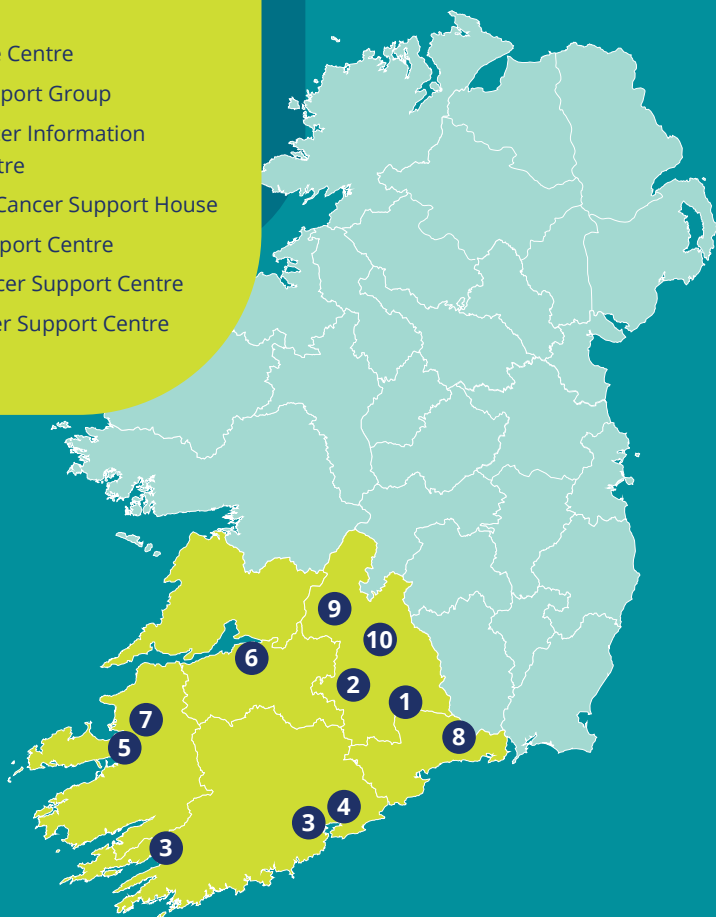 Centre
port Group
er Information
tre
Cancer Support House
port Centre
cer Support Centre
er Support Centre
9
10
6
2
1
7
8
5
4
3
3